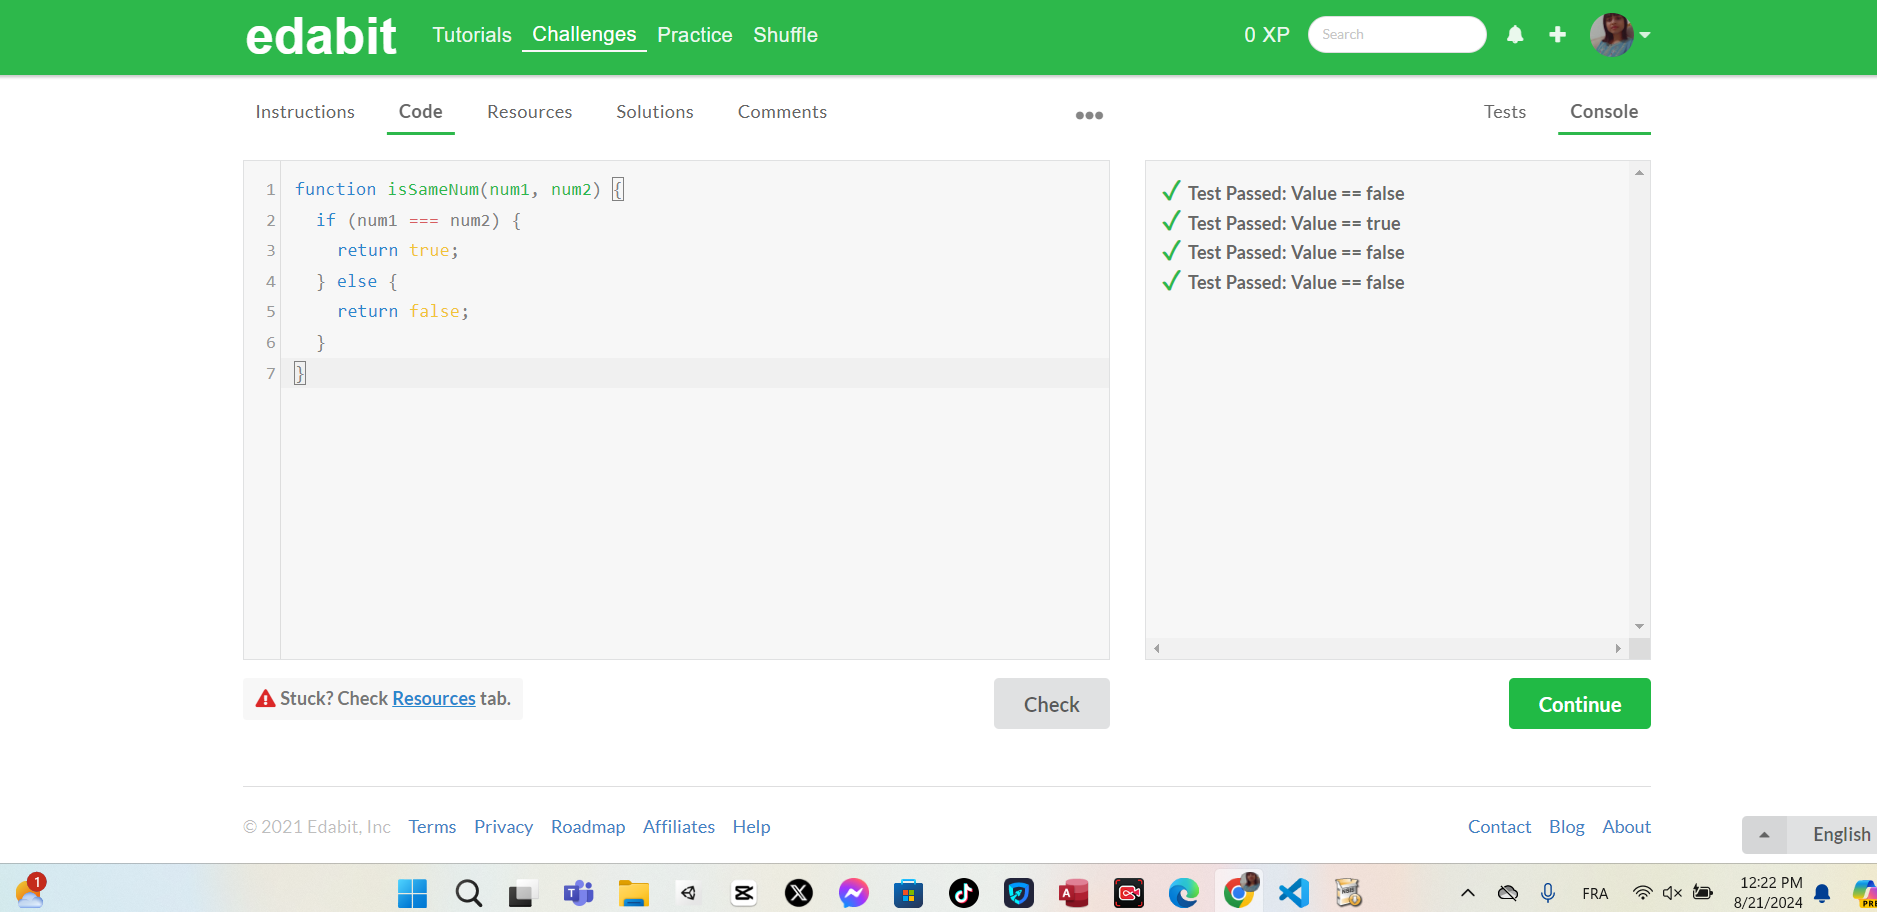 edabit Tutorials Challenges Practice Shuffle 0 XP Search
Instructions Code Resources Solutions Comments Tests Console
1 function isSameNum(num1, num2) {
2 if (num1 === num2) {
3 return true;
4 } else {
5 return false;
6 }
7 }
Test Passed: Value == false
Test Passed: Value == true
Test Passed: Value == false
Test Passed: Value == false
Stuck? Check Resources tab.
Check
Continue
© 2021 Edabit, Inc Terms Privacy Roadmap Affiliates Help Contact Blog About
English
1
FRA
12:22 PM
8/21/2024